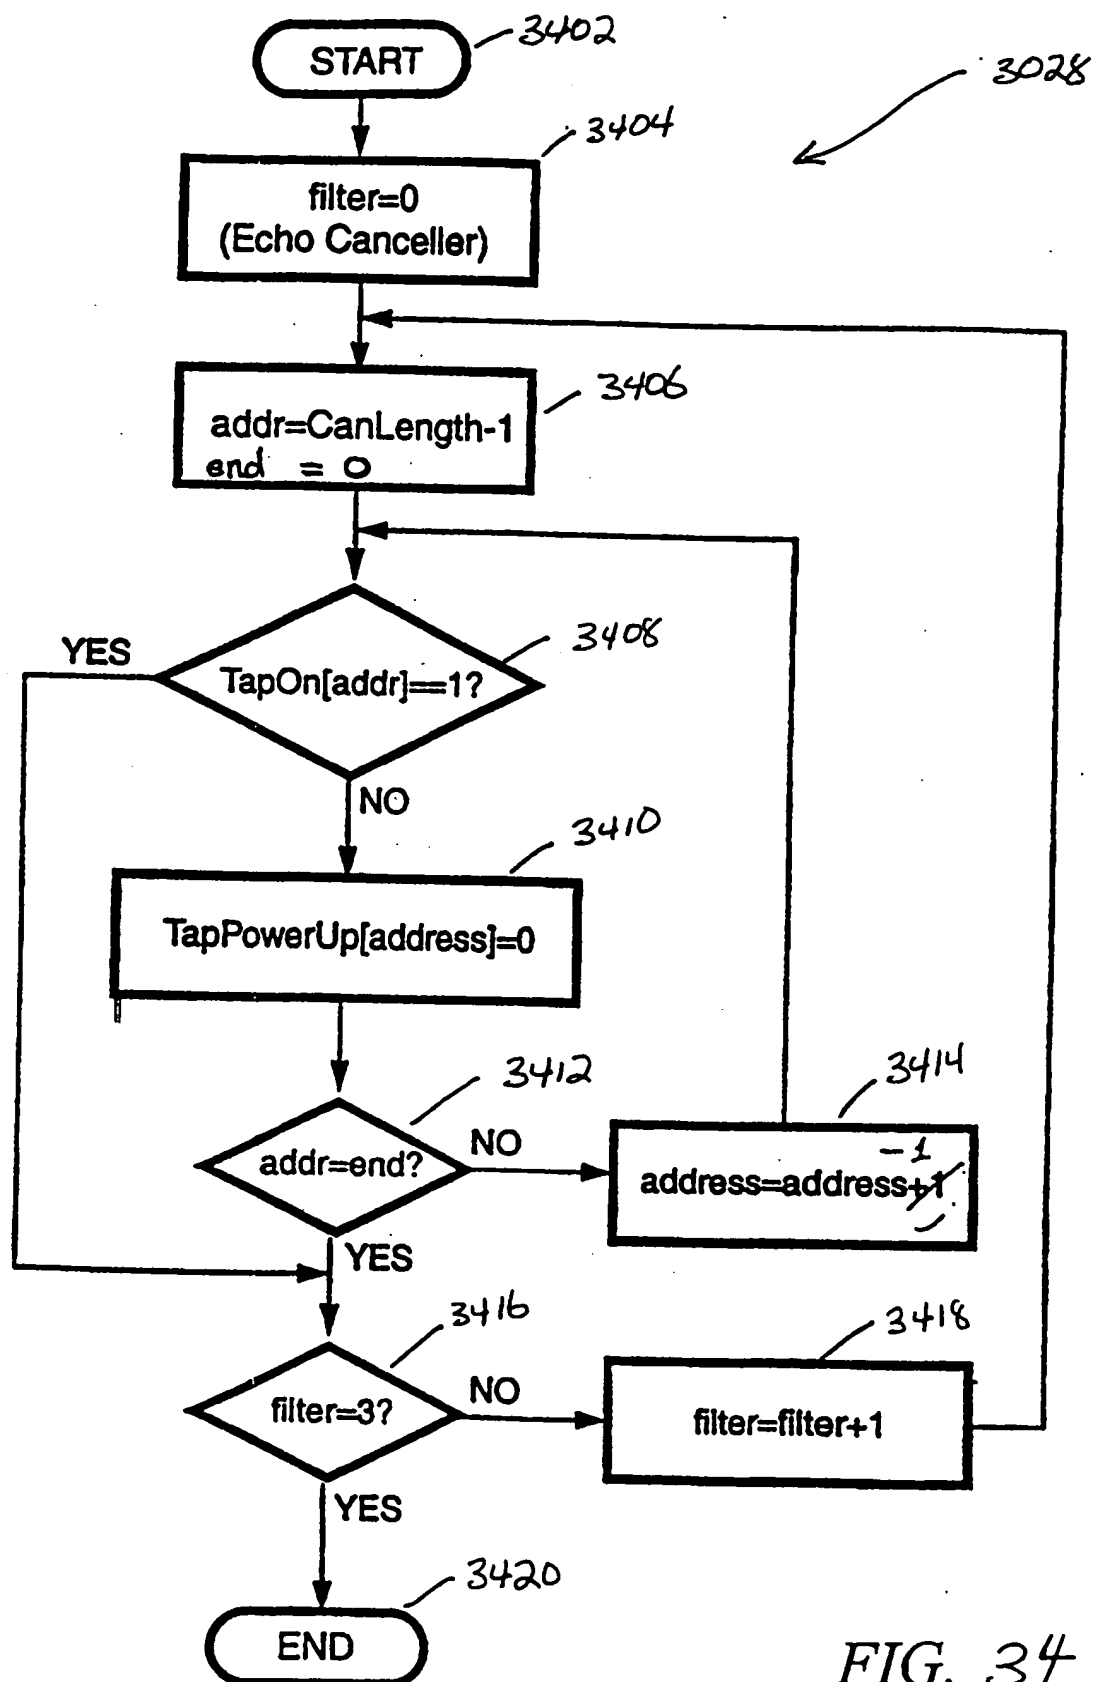 START
3402
3028
3404
filter=0
(Echo Canceller)
3406
addr=CanLength-1
end = 0
3408
YES
TapOn[addr]==1?
NO
3410
TapPowerUp[address]=0
3412
3414
addr=end?
NO
-1
address=address+1
YES
3416
3418
filter=3?
NO
filter=filter+1
YES
3420
END
FIG. 34